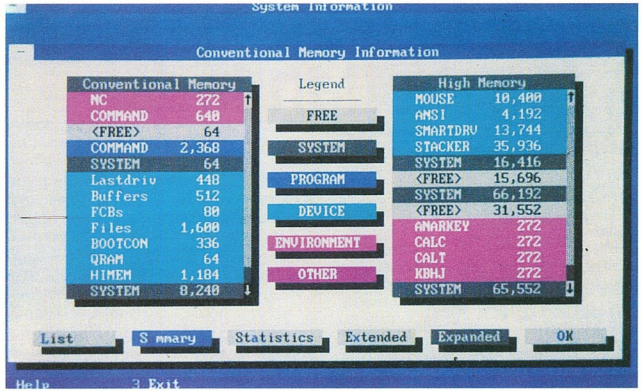 System Information
Conventional Memory Information
Conventional Memory
NC 272
COMMAND 640
<FREE> 64
COMMAND 2,368
SYSTEM 64
Lastdriv 448
Buffers 512
FCBs 80
Files 1,600
BOOTCON 336
QRAM 64
HIMEM 1,184
SYSTEM 8,240
Legend
FREE
SYSTEM
PROGRAM
DEVICE
ENVIRONMENT
OTHER
High Memory
MOUSE 10,400
ANSI 4,192
SMARTDRV 13,744
STACKER 35,936
SYSTEM 16,416
<FREE> 15,696
SYSTEM 66,192
<FREE> 31,552
ANARKEY 272
CALC 272
CALT 272
KBHJ 272
SYSTEM 65,552
List S mmary Statistics Extended Expanded OK
Help 3 Exit